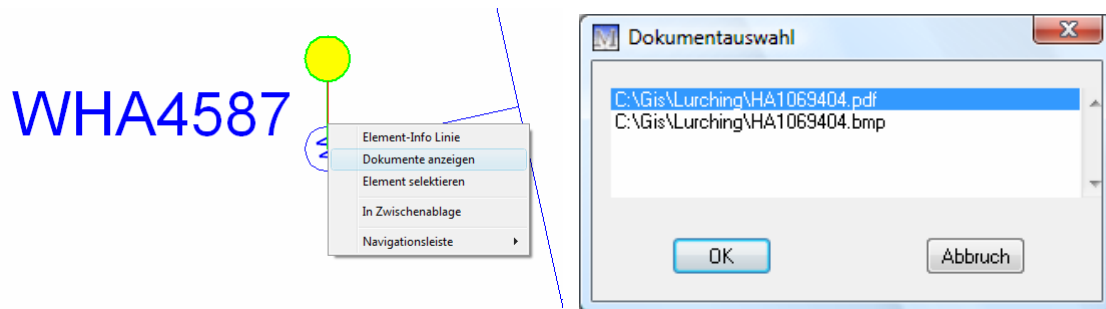 WHA4587
Element-Info Linie
Dokumente anzeigen
Element selektieren
In Zwischenablage
Navigationsleiste
Dokumentauswahl
C:\Gis\Lurching\HA1069404.pdf
C:\Gis\Lurching\HA1069404.bmp
OK
Abbruch